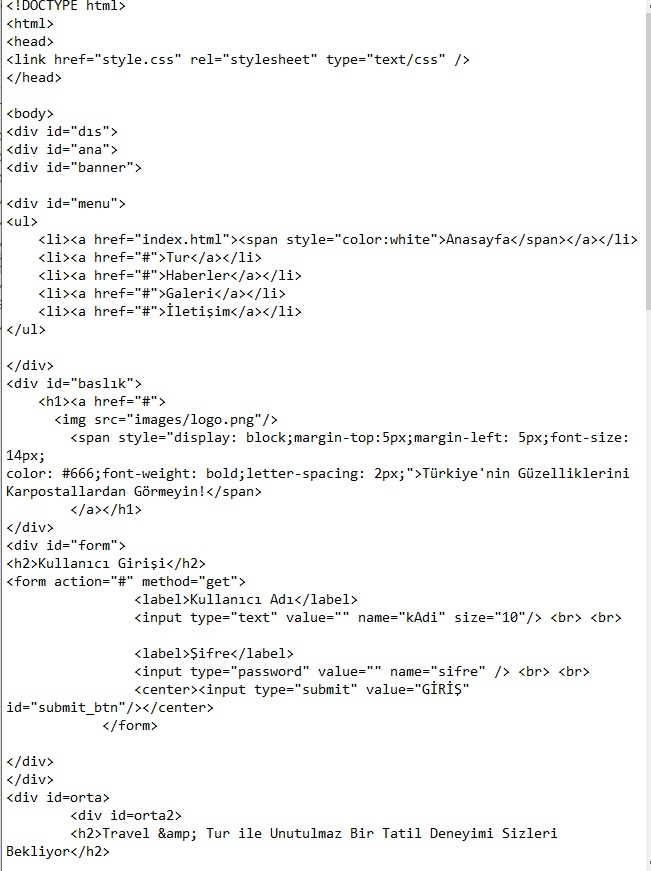 <!DOCTYPE html>
<html>
<head>
<link href="style.css" rel="stylesheet" type="text/css" />
</head>
<body>
<div id="dıs">
<div id="ana">
<div id="banner">
<div id="menu">
<ul>
<li><a href="index.html"><span style="color:white">Anasayfa</span></a></li>
<li><a href="#">Tur</a></li>
<li><a href="#">Haberler</a></li>
<li><a href="#">Galeri</a></li>
<li><a href="#">İletişim</a></li>
</ul>
</div>
<div id="baslık">
<h1><a href="#">
<img src="images/logo.png"/>
<span style="display: block;margin-top:5px;margin-left: 5px;font-size:
14px;
color: #666;font-weight: bold;letter-spacing: 2px;">Türkiye'nin Güzelliklerini
Karpostallardan Görmeyin!</span>
</a></h1>
</div>
<div id="form">
<h2>Kullanıcı Girişi</h2>
<form action="#" method="get">
<label>Kullanıcı Adı</label>
<input type="text" value="" name="kAdi" size="10"/> <br> <br>
<label>Şifre</label>
<input type="password" value="" name="sifre" /> <br> <br>
<center><input type="submit" value="GİRİŞ"
id="submit_btn"/></center>
</form>
</div>
</div>
<div id=orta>
<div id=orta2>
<h2>Travel &amp; Tur ile Unutulmaz Bir Tatil Deneyimi Sizleri
Bekliyor</h2>